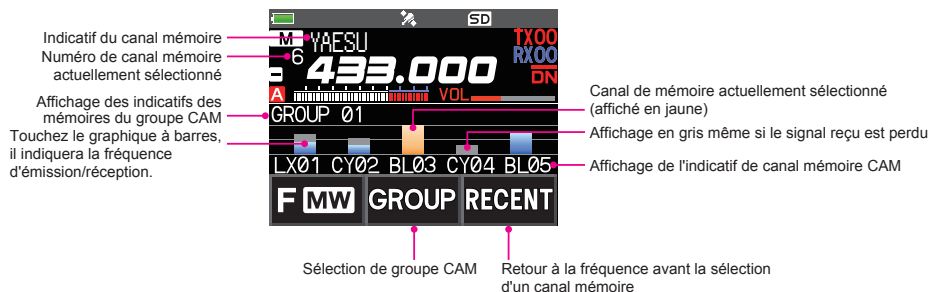 SD
Indicatif du canal mémoire
Numéro de canal mémoire
actuellement sélectionné
Affichage des indicatifs des
mémoires du groupe CAM
Touchez le graphique à barres,
il indiquera la fréquence
d'émission/réception.
M YAESU TX00
6 433.000 RX00
DN
A VOL
GROUP 01
LX01 CY02 BL03 CY04 BL05
F MW GROUP RECENT
Canal de mémoire actuellement sélectionné
(affiché en jaune)
Affichage en gris même si le signal reçu est perdu
Affichage de l'indicatif de canal mémoire CAM
Sélection de groupe CAM
Retour à la fréquence avant la sélection
d'un canal mémoire